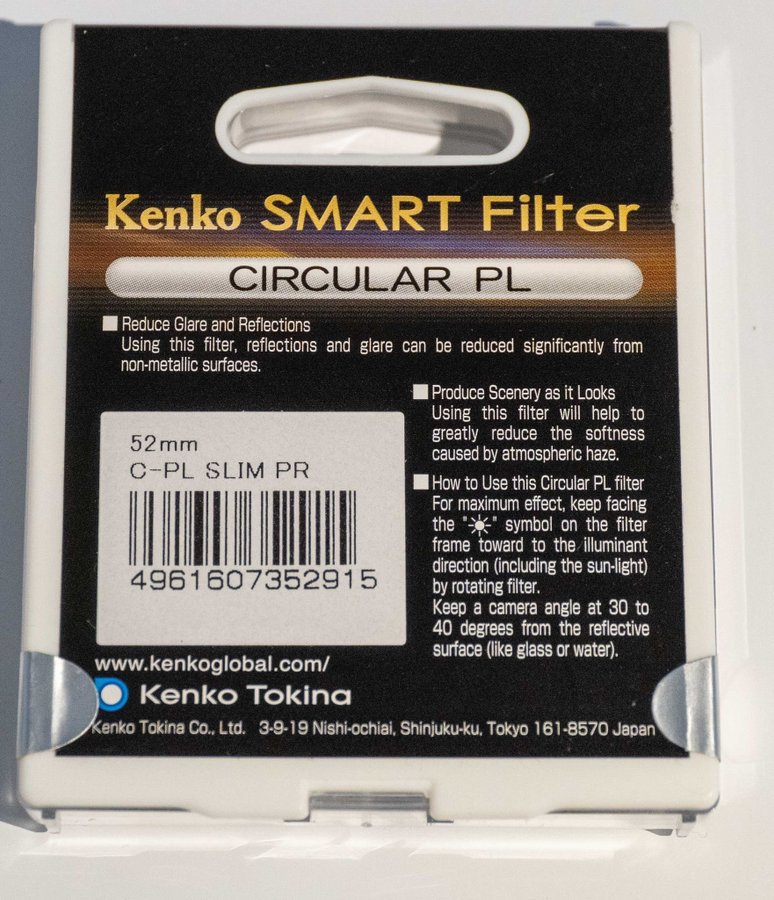 Kenko SMART Filter
CIRCULAR PL
Reduce Glare and Reflections
Using this filter, reflections and glare can be reduced significantly from
non-metallic surfaces.
Produce Scenery as it Looks
Using this filter will help to
greatly reduce the softness
caused by atmospheric haze.
How to Use this Circular PL filter
For maximum effect, keep facing
the "☀" symbol on the filter
frame toward to the illuminant
direction (including the sun-light)
by rotating filter.
Keep a camera angle at 30 to
40 degrees from the reflective
surface (like glass or water).
52mm
C-PL SLIM PR
4961607352915
www.kenkoglobal.com/
Kenko Tokina
Kenko Tokina Co., Ltd. 3-9-19 Nishi-ochiai, Shinjuku-ku, Tokyo 161-8570 Japan